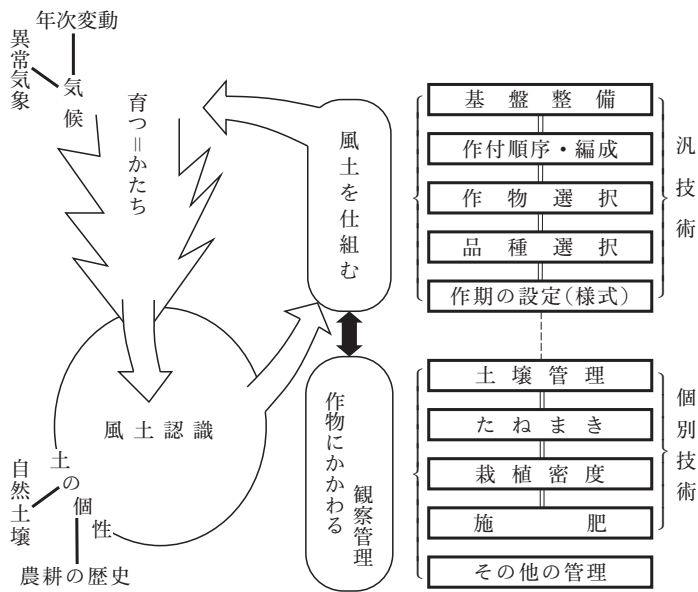 年次変動
異常気象
気候
育つ＝かたち
風土認識
土の個性
自然土壌
農耕の歴史
風土を仕組む
作物にかかわる
観察管理
基盤整備
作付順序・編成
作物選択
品種選択
作期の設定（様式）
汎技術
土壌管理
たねまき
栽植密度
施肥
その他の管理
個別技術